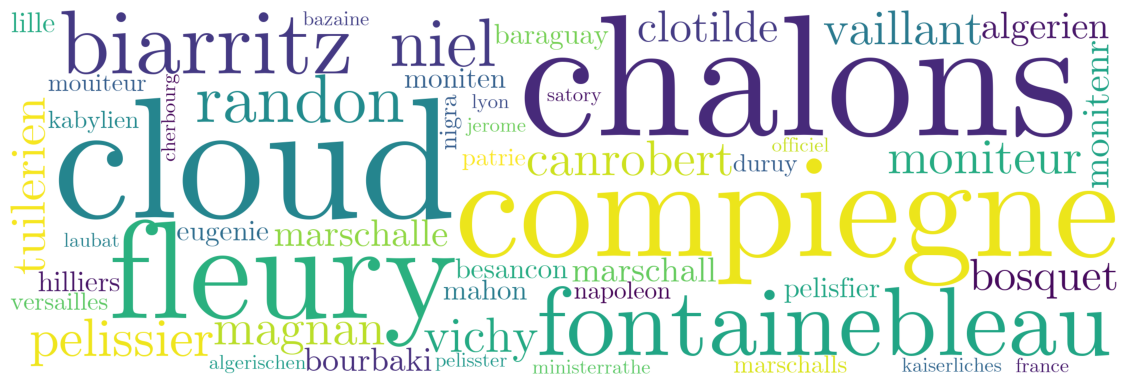 lille
bazaine
biarritz
niel
baraguay
clotilde
vaillant
algerien
mouiteur
moniten
chalons
monitenr
cherbourg
randon
nigra
lyon
satory
jerome
kabylien
tuilerien
cloud
patrie
canrobert
duruy
officiel
moniteur
compiegne
laubat
eugenie
marschalle
fleury
hilliers
besancon
marschall
bosquet
versailles
mahon
napoleon
pelisfier
pelissier
magnan
vichy
fontainebleau
algerischen
bourbaki
pelisster
ministerrathe
marschalls
kaiserliches
france